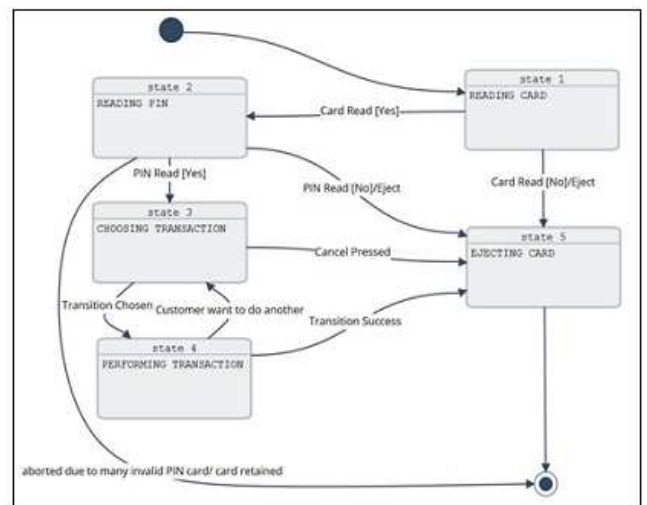 state 1
READING CARD
state 2
READING PIN
Card Read [Yes]
PIN Read [Yes]
PIN Read [No]/Eject
Card Read [No]/Eject
state 3
CHOOSING TRANSACTION
state 5
EJECTING CARD
Cancel Pressed
Transition Chosen
Customer want to do another
Transition Success
state 4
PERFORMING TRANSACTION
aborted due to many invalid PIN card/ card retained